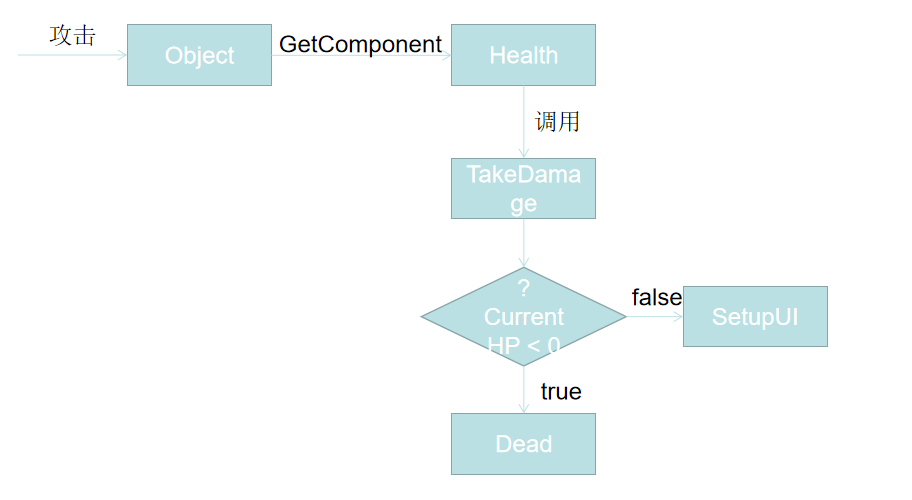 攻击
Object
GetComponent
Health
调用
TakeDama
ge
?
Current
HP < 0
false
SetupUI
true
Dead